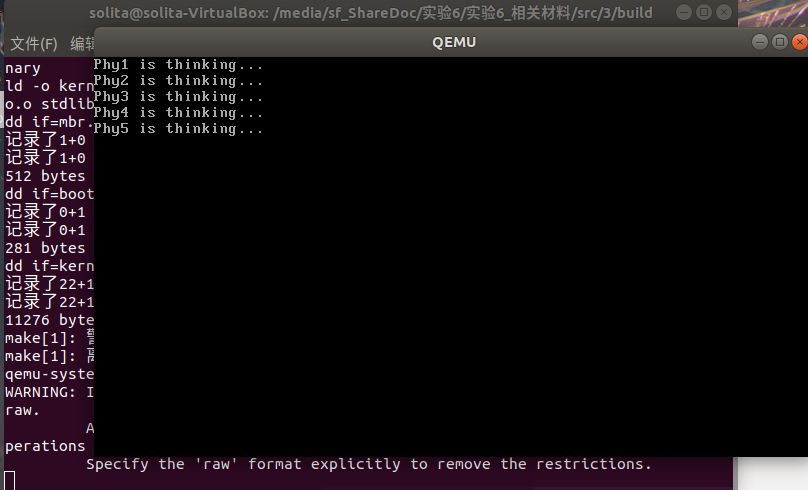 solita@solita-VirtualBox: /media/sf_ShareDoc/实验6/实验6_相关材料/src/3/build
文件(F) 编辑
QEMU
Phy1 is thinking...
Phy2 is thinking...
Phy3 is thinking...
Phy4 is thinking...
Phy5 is thinking...
nary
ld -o kern
o.o stdlib
dd if=mbr.
记录了1+0
记录了1+0
512 bytes
dd if=boot
记录了0+1
记录了0+1
281 bytes
dd if=kern
记录了22+1
记录了22+1
11276 byte
make[1]: 警
make[1]: 离
qemu-syste
WARNING: I
raw.
A
perations
Specify the 'raw' format explicitly to remove the restrictions.